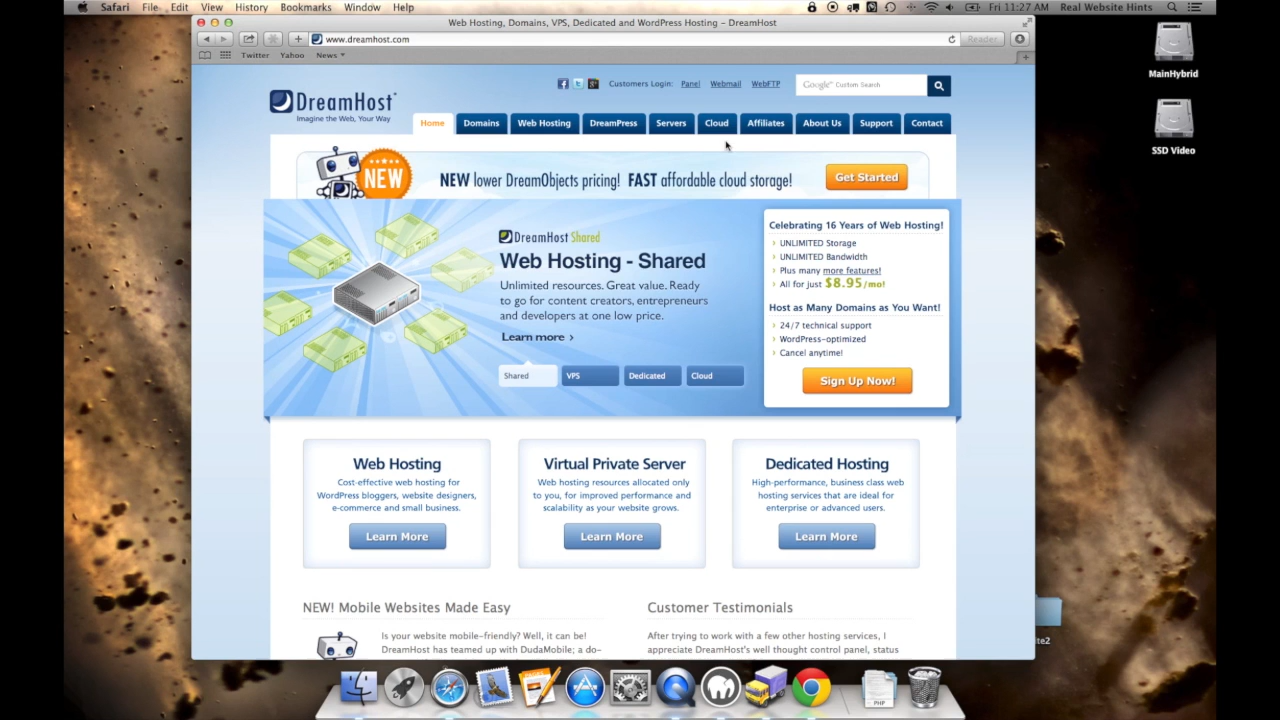 Safari File Edit View History Bookmarks Window Help Fri 11:27 AM Real Website Hints
Web Hosting, Domains, VPS, Dedicated and WordPress Hosting – DreamHost
www.dreamhost.com
Reader
Twitter Yahoo News
Customers Login: Panel Webmail WebFTP
Google™ Custom Search
DreamHost
Imagine the Web, Your Way
Home Domains Web Hosting DreamPress Servers Cloud Affiliates About Us Support Contact
NEW
NEW lower DreamObjects pricing! FAST affordable cloud storage!
Get Started
DreamHost Shared
Web Hosting - Shared
Unlimited resources. Great value. Ready
to go for content creators, entrepreneurs
and developers at one low price.
Learn more ›
Shared VPS Dedicated Cloud
Celebrating 16 Years of Web Hosting!
› UNLIMITED Storage
› UNLIMITED Bandwidth
› Plus many more features!
› All for just $8.95/mo!
Host as Many Domains as You Want!
› 24/7 technical support
› WordPress-optimized
› Cancel anytime!
Sign Up Now!
Web Hosting
Cost-effective web hosting for
WordPress bloggers, website designers,
e-commerce and small business.
Learn More
Virtual Private Server
Web hosting resources allocated only
to you, for improved performance and
scalability as your website grows.
Learn More
Dedicated Hosting
High-performance, business class web
hosting services that are ideal for
enterprise or advanced users.
Learn More
NEW! Mobile Websites Made Easy
Is your website mobile-friendly? Well, it can be!
DreamHost has teamed up with DudaMobile; a do-
Customer Testimonials
After trying to work with a few other hosting services, I
appreciate DreamHost's well thought control panel, status
MainHybrid
SSD Video
ite2
PHP